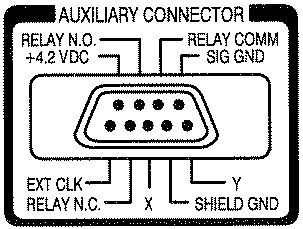 AUXILIARY CONNECTOR
RELAY N.O. RELAY COMM
+4.2 VDC SIG GND
EXT CLK Y
RELAY N.C. X SHIELD GND